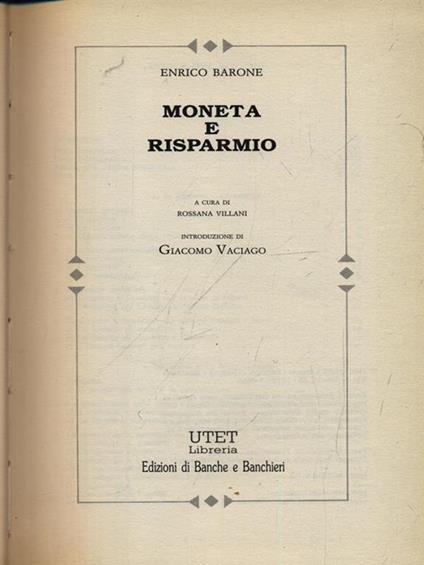 ENRICO BARONE
MONETA
E
RISPARMIO
A CURA DI
ROSSANA VILLANI
INTRODUZIONE DI
GIACOMO VACIAGO
UTET
Libreria
Edizioni di Banche e Banchieri